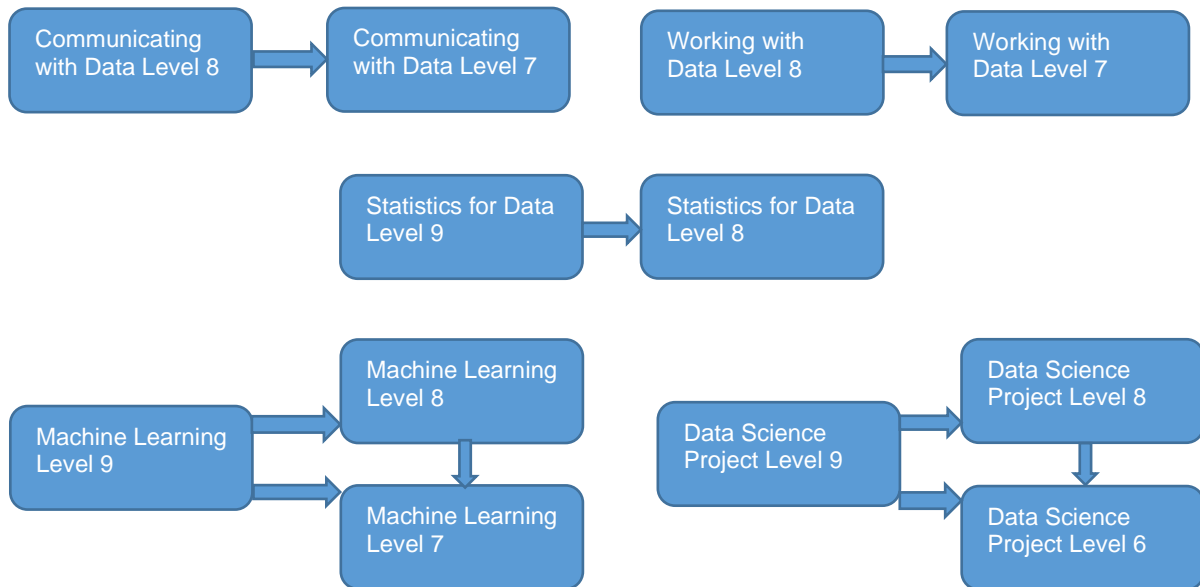 Communicating
with Data Level 8
Communicating
with Data Level 7
Working with
Data Level 8
Working with
Data Level 7
Statistics for Data
Level 9
Statistics for Data
Level 8
Machine Learning
Level 9
Machine Learning
Level 8
Machine Learning
Level 7
Data Science
Project Level 9
Data Science
Project Level 8
Data Science
Project Level 6